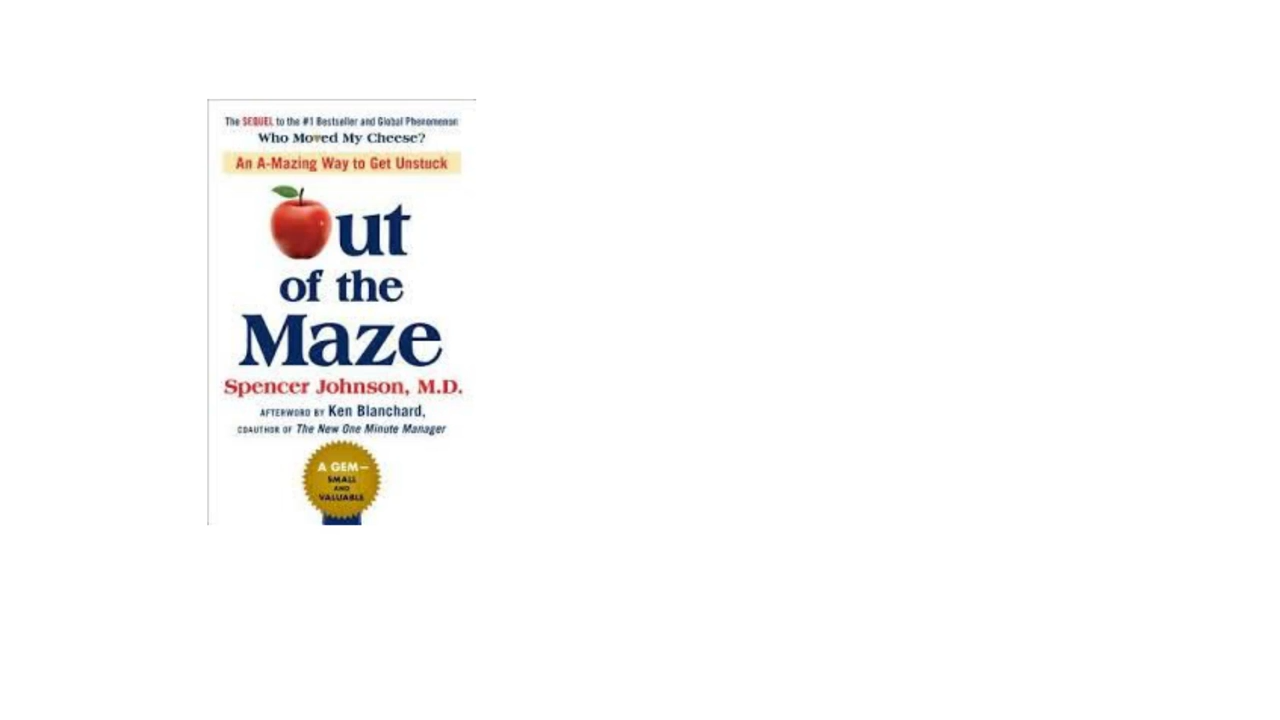 The SEQUEL to the #1 Bestseller and Global Phenomenon
Who Moved My Cheese?
An A-Mazing Way to Get Unstuck
ut
of the
Maze
Spencer Johnson, M.D.
AFTERWORD BY Ken Blanchard,
COAUTHOR OF The New One Minute Manager
A GEM—
SMALL
AND
VALUABLE